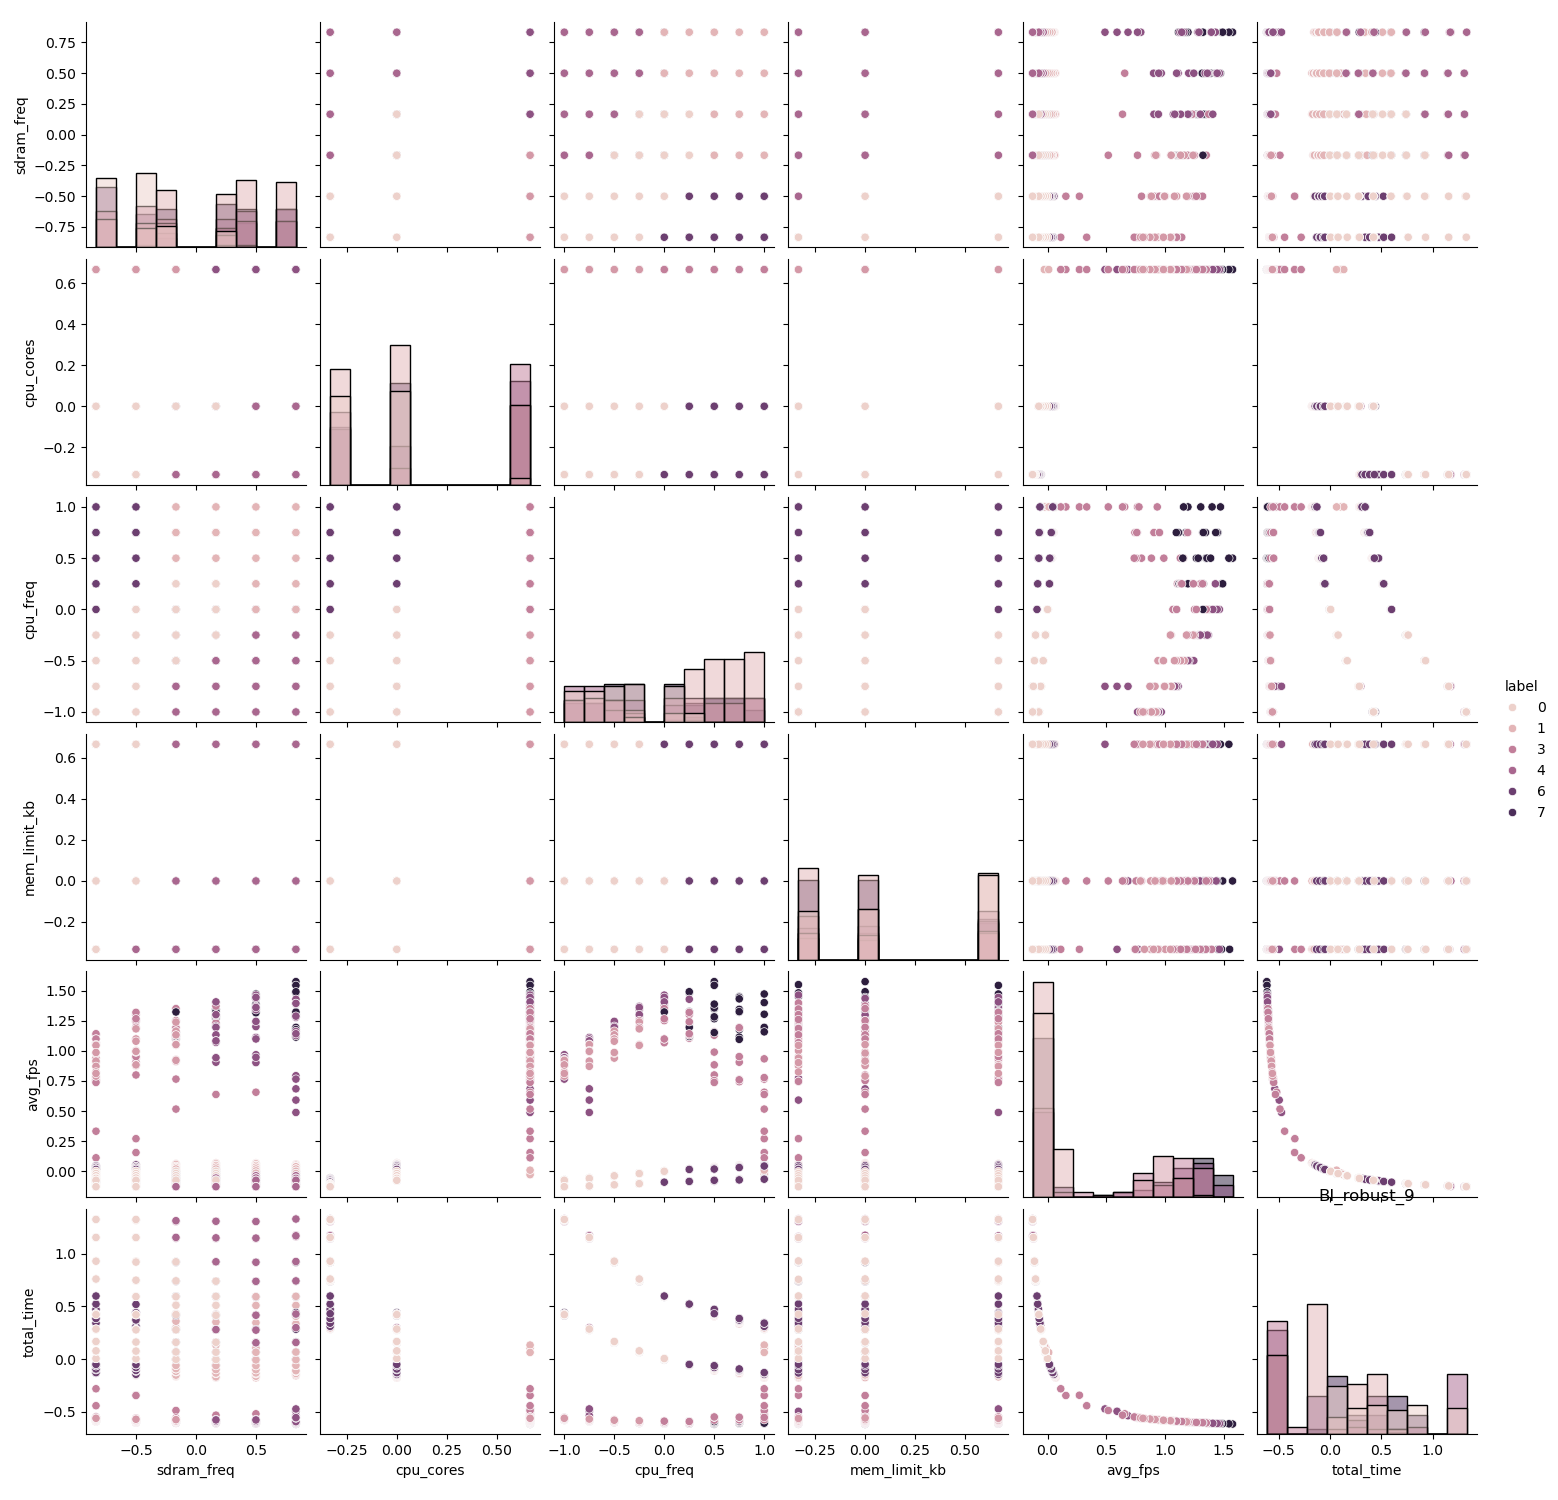 sdram_freq
0.75
0.50
0.25
0.00
−0.25
−0.50
−0.75
cpu_cores
0.6
0.4
0.2
0.0
−0.2
cpu_freq
1.0
0.5
0.0
−0.5
−1.0
label
0
1
3
4
6
7
mem_limit_kb
0.6
0.4
0.2
0.0
−0.2
avg_fps
1.50
1.25
1.00
0.75
0.50
0.25
0.00
BI_robust_9
total_time
1.0
0.5
0.0
−0.5
−0.5 0.0 0.5
−0.25 0.00 0.25 0.50
−1.0 −0.5 0.0 0.5 1.0
−0.25 0.00 0.25 0.50
0.0 0.5 1.0 1.5
−0.5 0.0 0.5 1.0
sdram_freq
cpu_cores
cpu_freq
mem_limit_kb
avg_fps
total_time